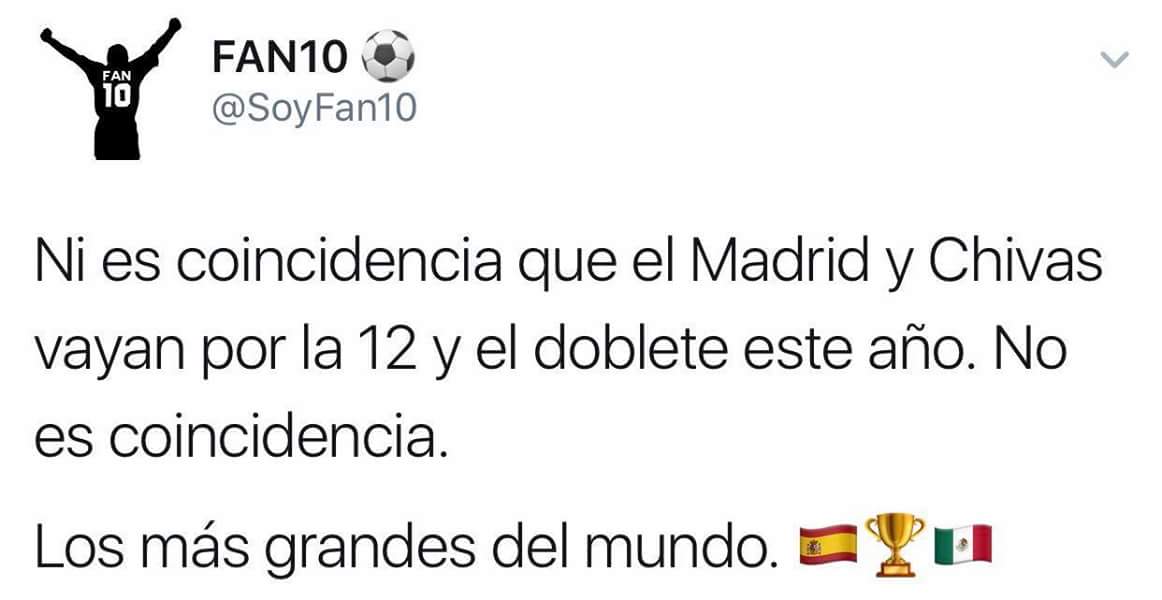 FAN
10
FAN10 ⚽
@SoyFan10
Ni es coincidencia que el Madrid y Chivas
vayan por la 12 y el doblete este año. No
es coincidencia.
Los más grandes del mundo. 🇪🇸🏆🇲🇽